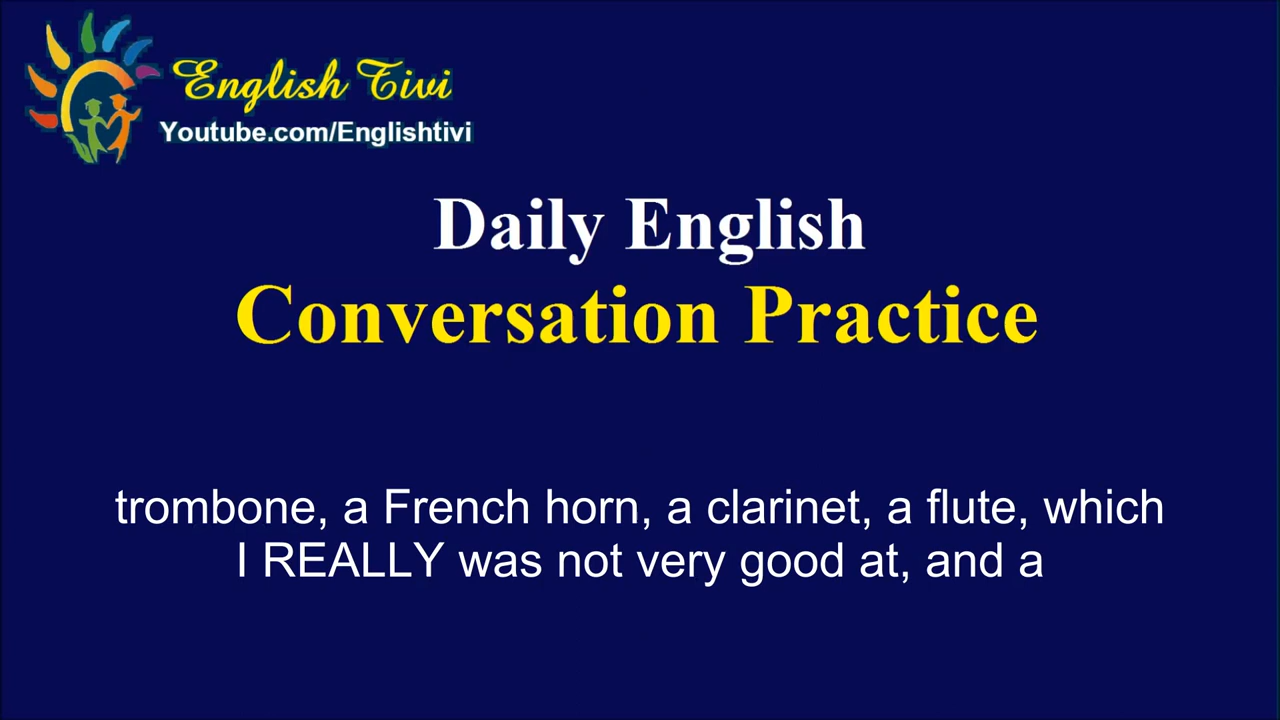 English Tivi
Youtube.com/Englishtivi
Daily English
Conversation Practice
trombone, a French horn, a clarinet, a flute, which
I REALLY was not very good at, and a